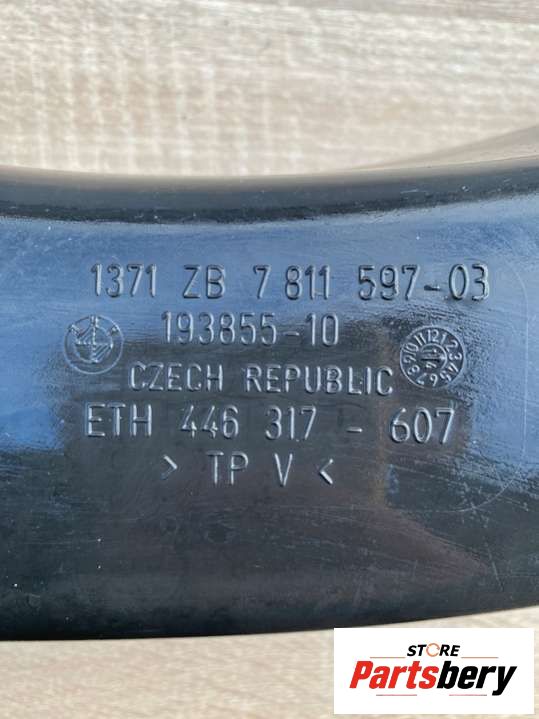 1371 ZB 7 811 597-03
193855-10
CZECH REPUBLIC
ETH 446 317 - 607
> TP V <
STORE
Partsbery